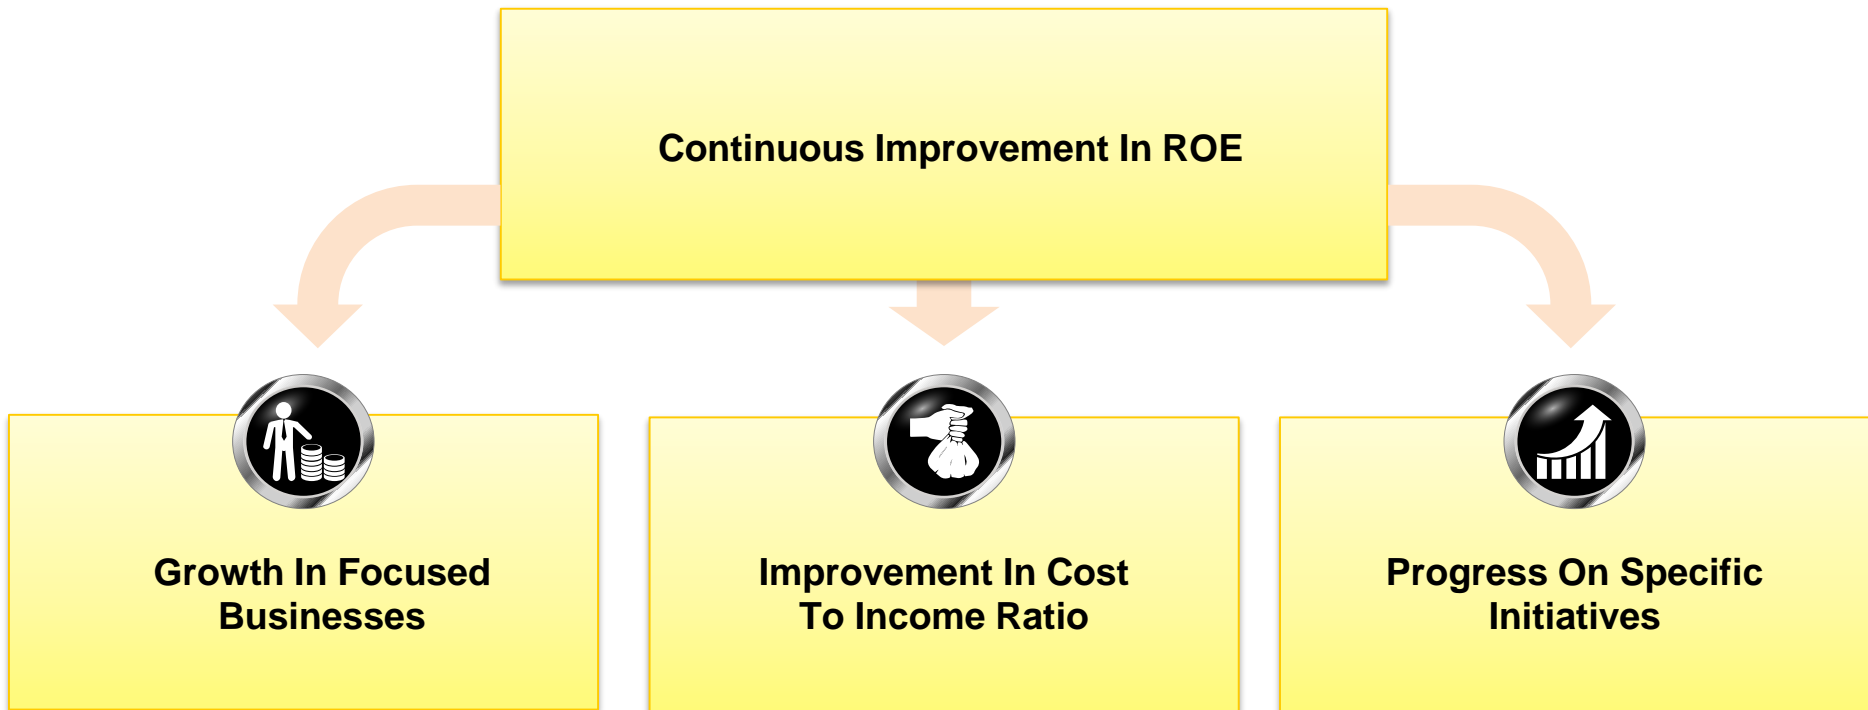 Continuous Improvement In ROE
Growth In Focused
Businesses
Improvement In Cost
To Income Ratio
Progress On Specific
Initiatives